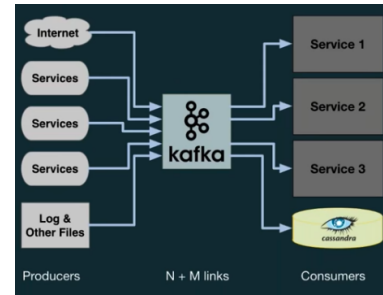 Internet
Services
Services
Services
Log &
Other Files
kafka
Service 1
Service 2
Service 3
cassandra
Producers
N + M links
Consumers